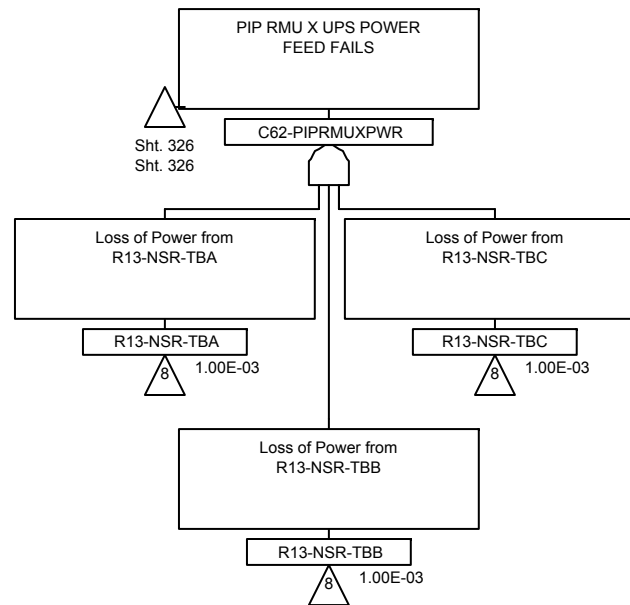 PIP RMU X UPS POWER
FEED FAILS
C62-PIPRMUXPWR
Sht. 326
Sht. 326
Loss of Power from
R13-NSR-TBA
R13-NSR-TBA
8
1.00E-03
Loss of Power from
R13-NSR-TBC
R13-NSR-TBC
8
1.00E-03
Loss of Power from
R13-NSR-TBB
R13-NSR-TBB
8
1.00E-03